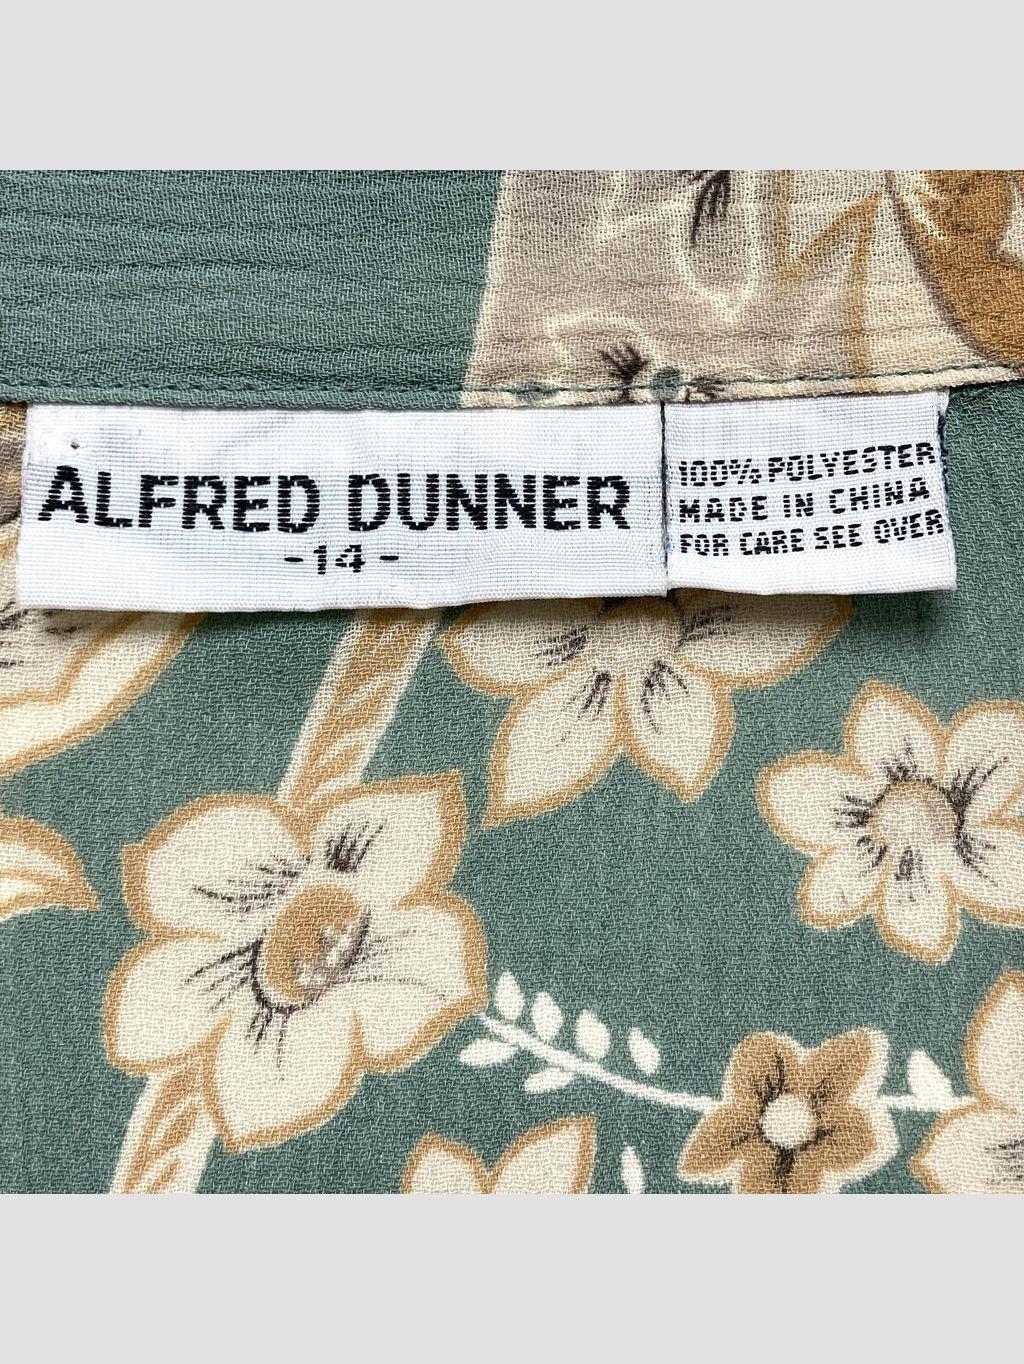 ALFRED DUNNER
-14-
100% POLYESTER
MADE IN CHINA
FOR CARE SEE OVER